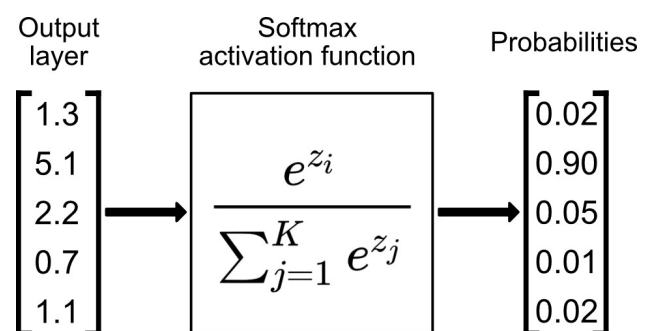 Output
layer
1.3
5.1
2.2
0.7
1.1
Softmax
activation function
e^{z_i}
∑_{j=1}^{K} e^{z_j}
Probabilities
0.02
0.90
0.05
0.01
0.02